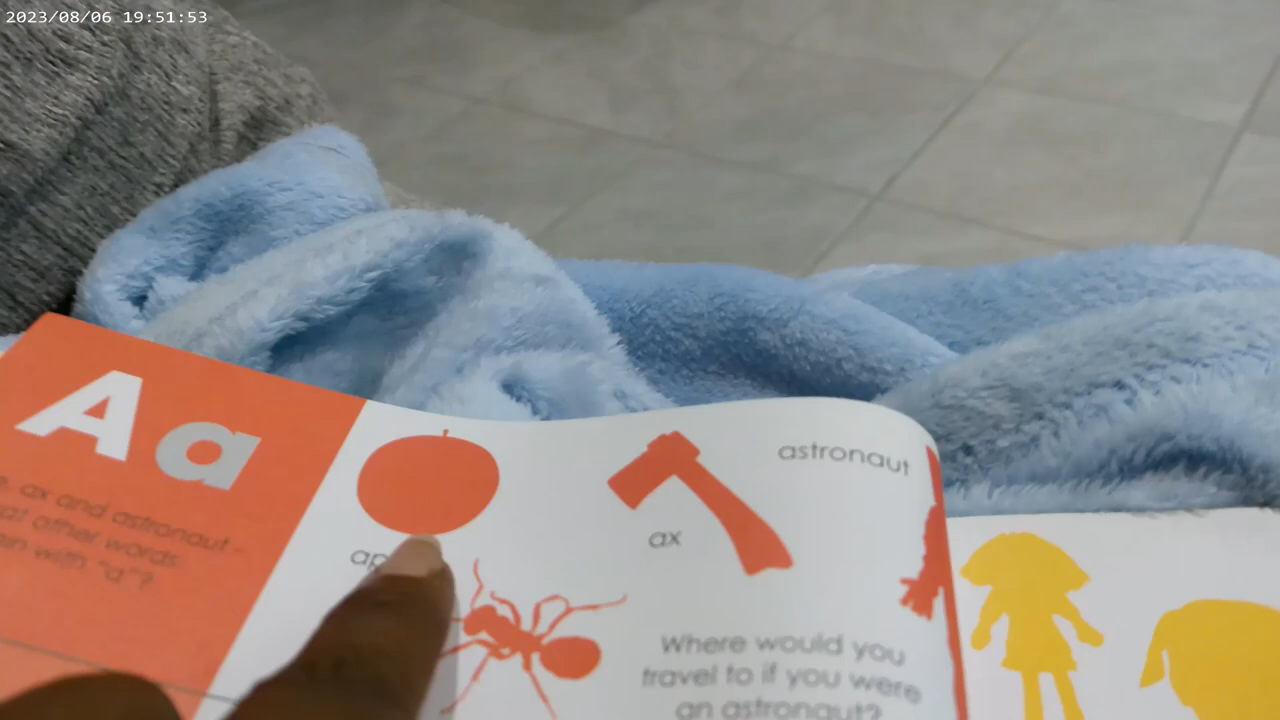 2023/08/06 19:51:53
Aa
ax and astronaut -
other words
with "a"?
ax
astronaut
Where would you
travel to if you were
an astronaut?